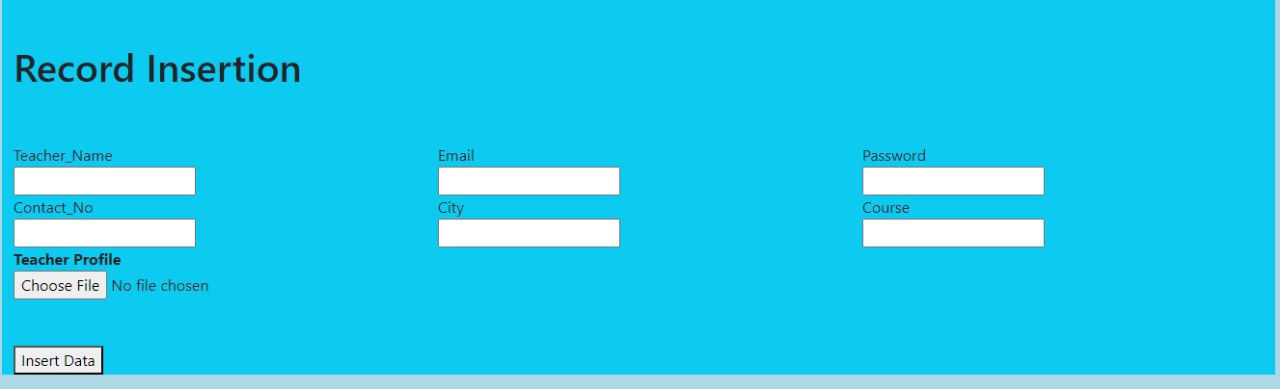 Record Insertion
Teacher_Name Email Password
Contact_No City Course
Teacher Profile
Choose File No file chosen
Insert Data